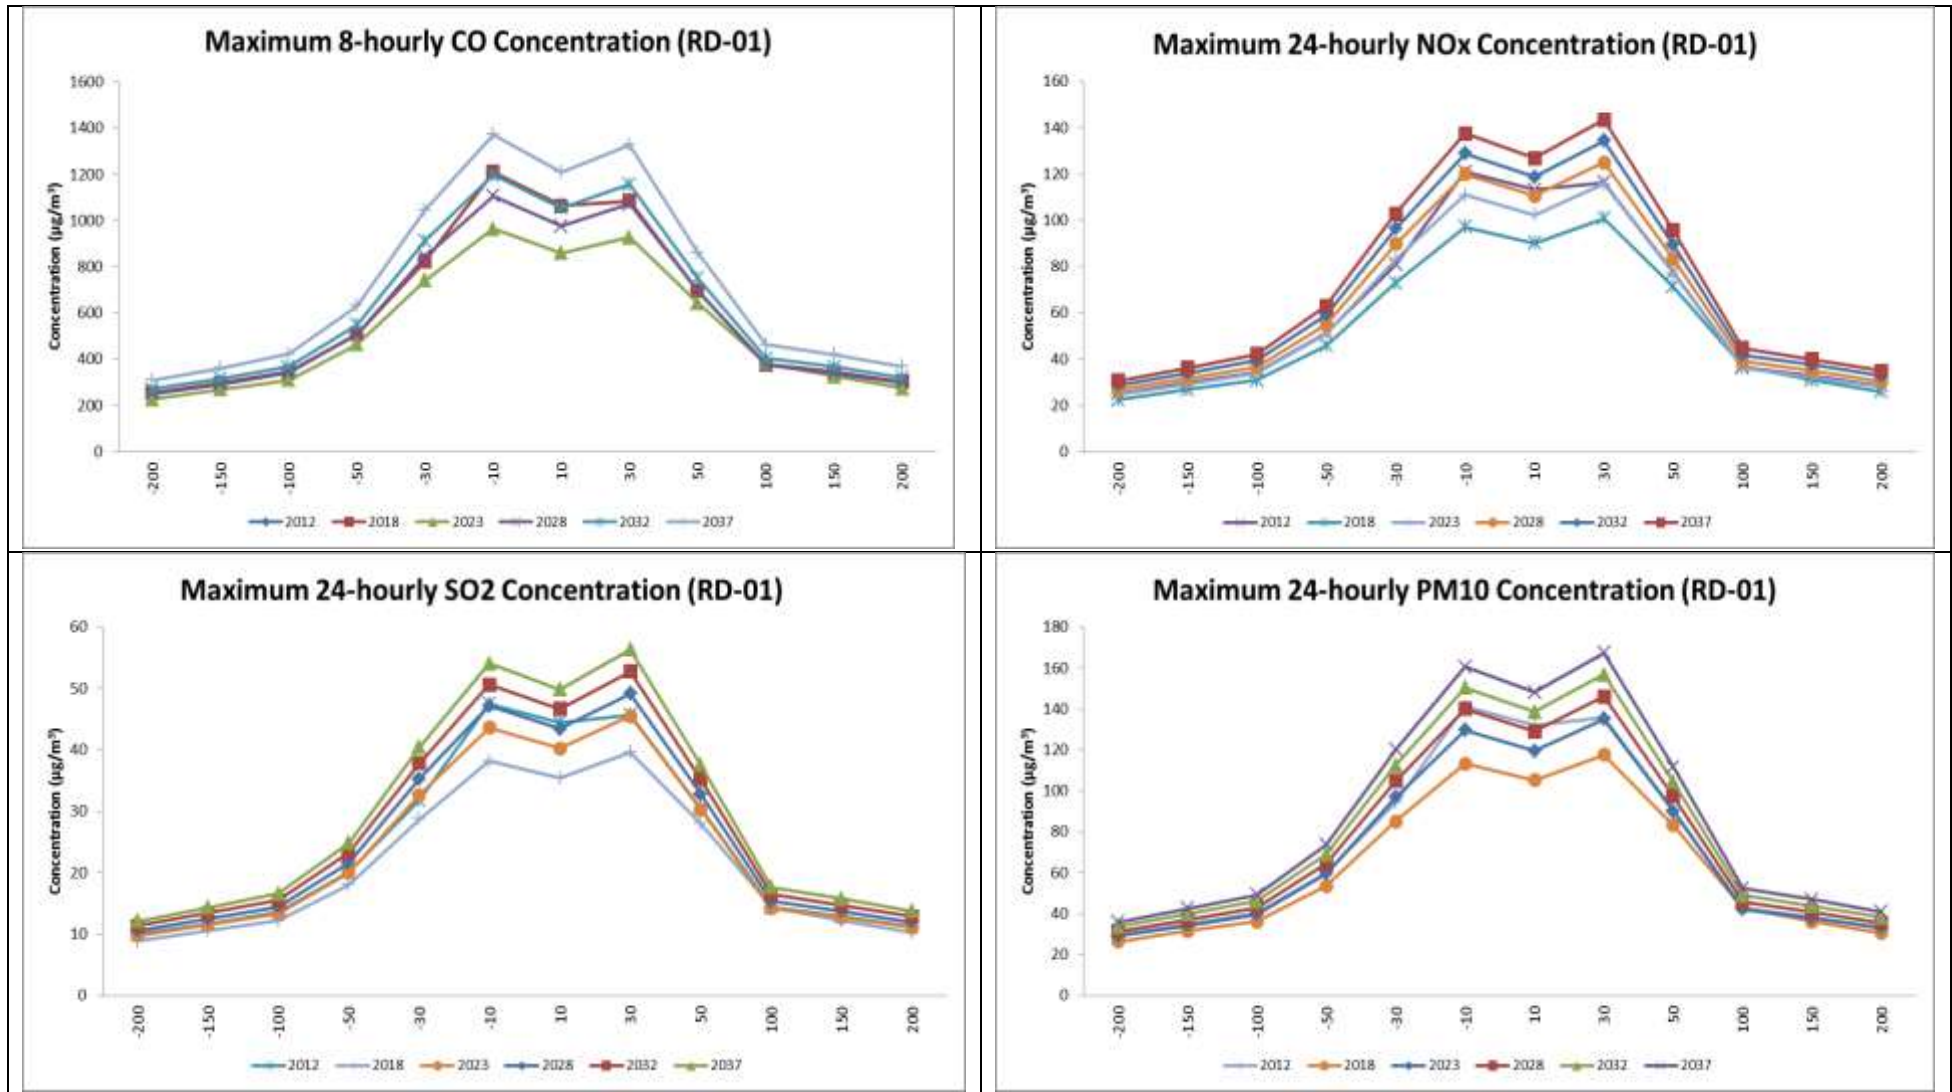 Maximum 8-hourly CO Concentration (RD-01)
Concentration (µg/m³)
1600
1400
1200
1000
800
600
400
200
0
-200 -150 -100 -50 -30 -10 10 30 50 100 150 200
2012 2018 2023 2028 2032 2037
Maximum 24-hourly NOx Concentration (RD-01)
Concentration (µg/m³)
160
140
120
100
80
60
40
20
0
-200 -150 -100 -50 -30 -10 10 30 50 100 150 200
2012 2018 2023 2028 2032 2037
Maximum 24-hourly SO2 Concentration (RD-01)
Concentration (µg/m³)
60
50
40
30
20
10
0
-200 -150 -100 -50 -30 -10 10 30 50 100 150 200
2012 2018 2023 2028 2032 2037
Maximum 24-hourly PM10 Concentration (RD-01)
Concentration (µg/m³)
180
160
140
120
100
80
60
40
20
0
-200 -150 -100 -50 -30 -10 10 30 50 100 150 200
2012 2018 2023 2028 2032 2037